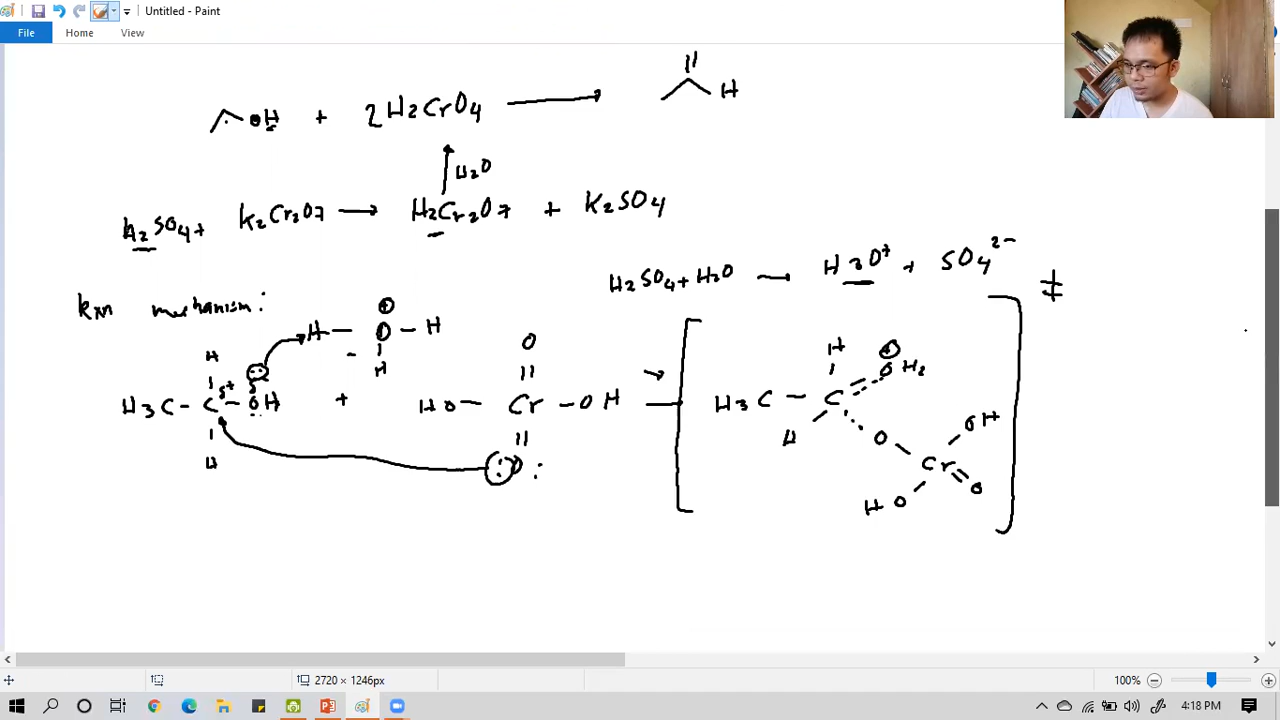 Untitled - Paint
File Home View
OH + 2H2CrO4 → H
H2O
H2SO4 + K2Cr2O7 → H2Cr2O7 + K2SO4
H2SO4 + H2O → H3O+ + SO4 2-
‡
Rxn mechanism:
⊕
H - O - H
H
H O H ⊕
H3C - C δ+ - OH + HO - Cr - OH → H3C - C OH2
H O H O OH
Cr = O
HO
2720 × 1246px 100%
4:18 PM